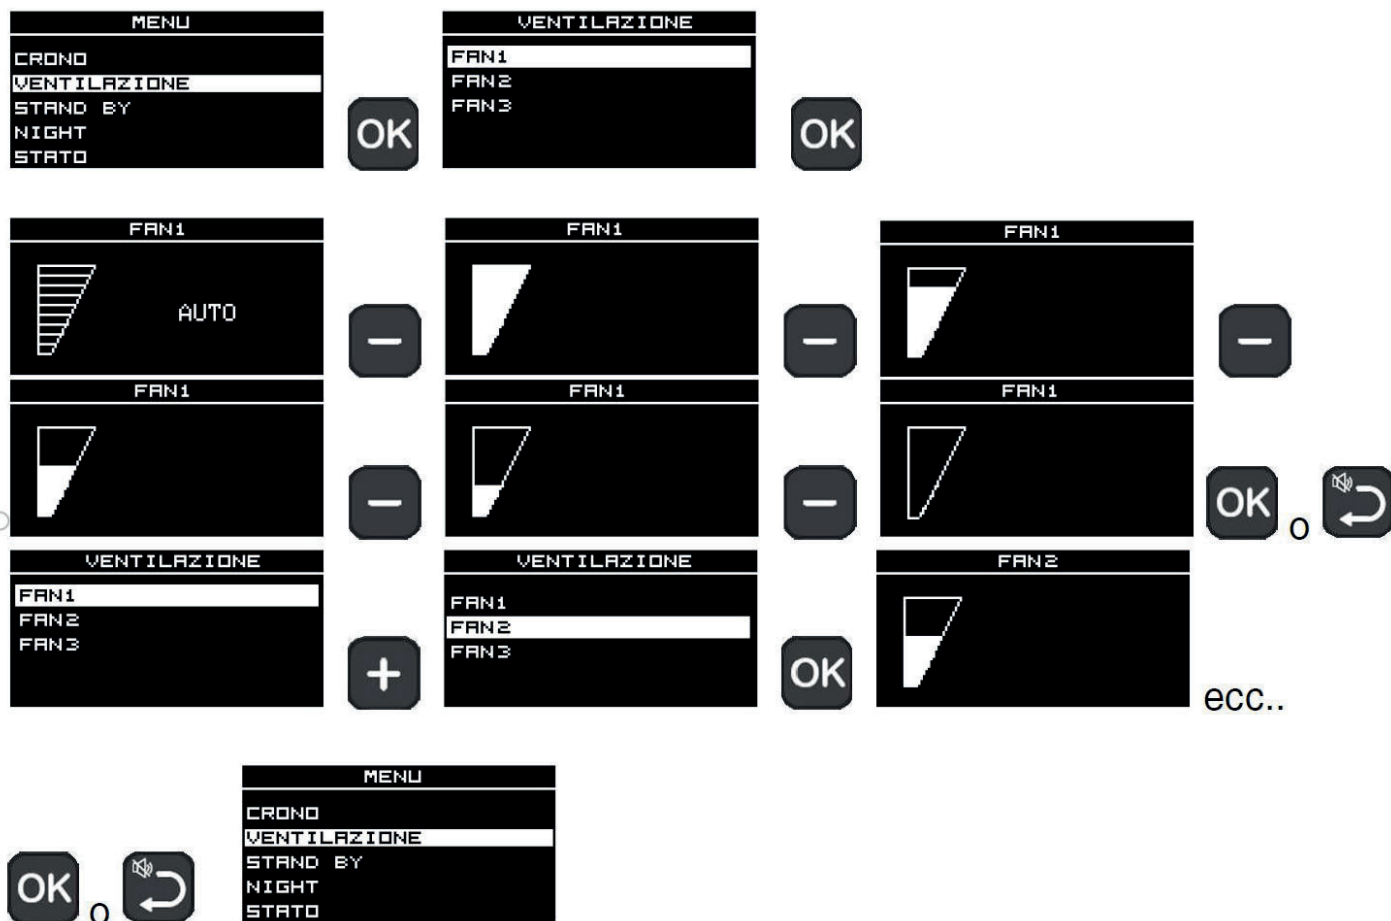 MENU
CRONO
VENTILAZIONE
STAND BY
NIGHT
STATO
OK
VENTILAZIONE
FAN1
FAN2
FAN3
OK
FAN1
AUTO
FAN1
FAN1
FAN1
FAN1
FAN1
OK o
VENTILAZIONE
FAN1
FAN2
FAN3
+
VENTILAZIONE
FAN1
FAN2
FAN3
OK
FAN2
ecc..
OK o
MENU
CRONO
VENTILAZIONE
STAND BY
NIGHT
STATO